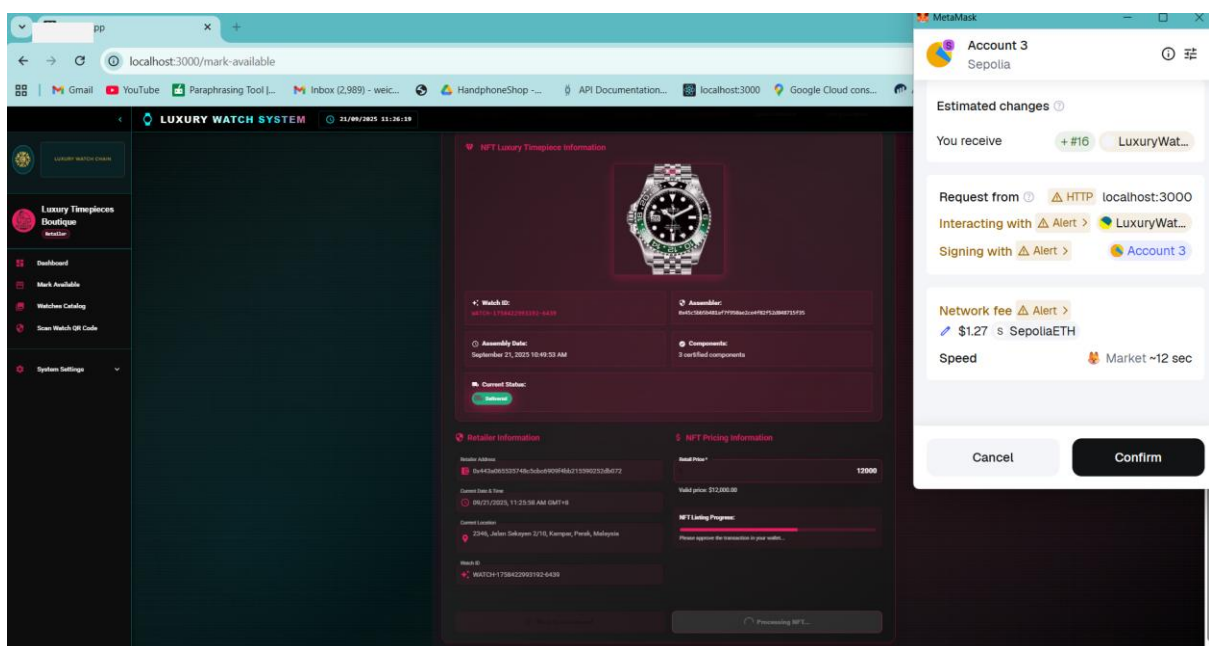 pp
localhost:3000/mark-available
Gmail YouTube Paraphrasing Tool |... Inbox (2,989) - weic... HandphoneShop -... API Documentation... localhost:3000 Google Cloud cons...
LUXURY WATCH SYSTEM 21/09/2025 11:26:19
LUXURY WATCH CHAIN
Luxury Timepieces
Boutique
Retailer
Dashboard
Mark Available
Watches Catalog
Scan Watch QR Code
System Settings
NFT Luxury Timepiece Information
Watch ID:
WATCH-1758422993192-6439
Assembler:
Assembly Date:
September 21, 2025 10:49:53 AM
Components:
3 certified components
Current Status:
Delivered
Retailer Information
Retailer Address
Current Date & Time
09/21/2025, 11:25:58 AM GMT+8
Current Location
2346, Jalan Seksyen 2/10, Kampar, Perak, Malaysia
Watch ID
WATCH-1758422993192-6439
NFT Pricing Information
Retail Price *
12000
Valid price: $12,000.00
NFT Listing Progress:
Please approve the transaction in your wallet...
Processing NFT...
MetaMask
Account 3
Sepolia
Estimated changes
You receive + #16 LuxuryWat...
Request from HTTP localhost:3000
Interacting with Alert > LuxuryWat...
Signing with Alert > Account 3
Network fee Alert >
$1.27 S SepoliaETH
Speed Market ~12 sec
Cancel Confirm